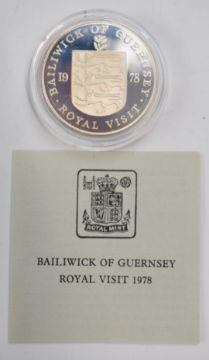 BAILIWICK OF GUERNSEY
19 78
ROYAL VISIT
ROYAL MINT
BAILIWICK OF GUERNSEY
ROYAL VISIT 1978